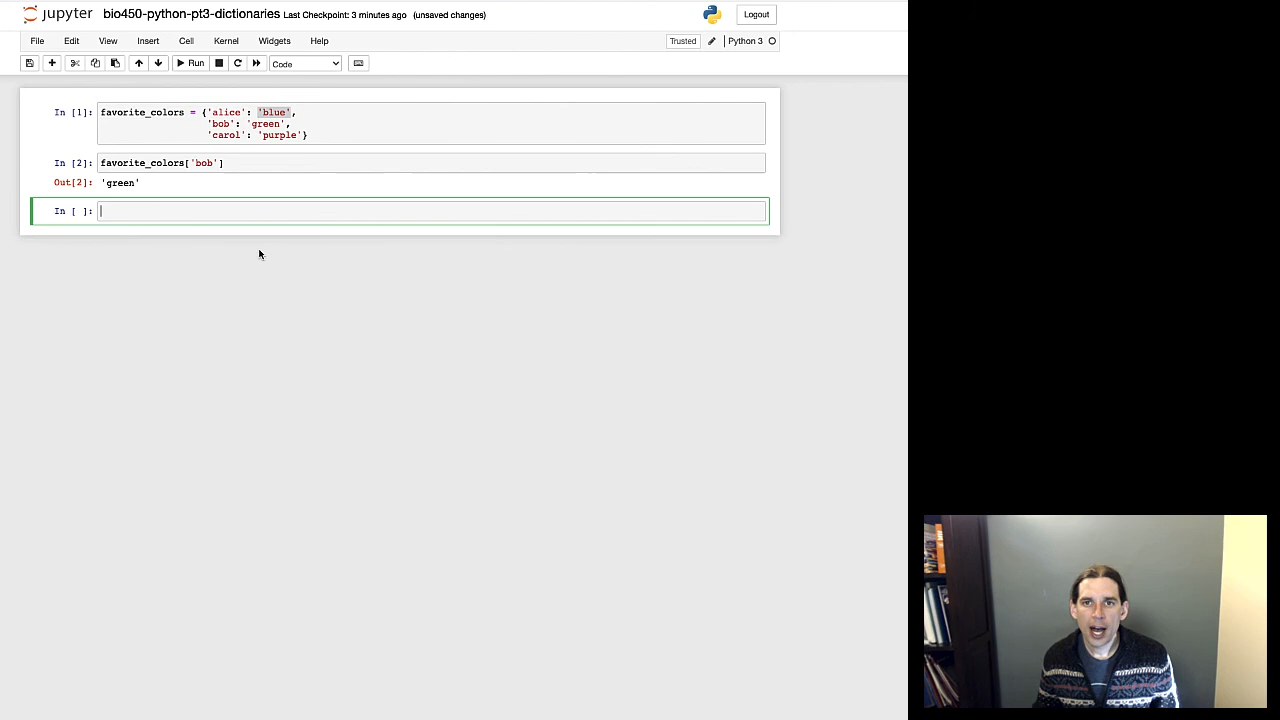 jupyter bio450-python-pt3-dictionaries Last Checkpoint: 3 minutes ago (unsaved changes) Logout
File Edit View Insert Cell Kernel Widgets Help Trusted Python 3
Run Code
In [1]: favorite_colors = {'alice': 'blue',
'bob': 'green',
'carol': 'purple'}
In [2]: favorite_colors['bob']
Out[2]: 'green'
In [ ]: